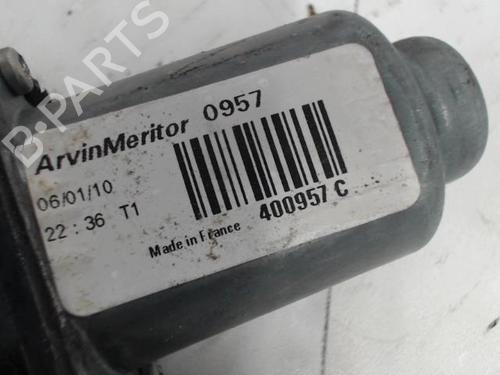 ArvinMeritor 0957
06/01/10
22 : 36 T1
400957 C
Made in France
B-PARTS